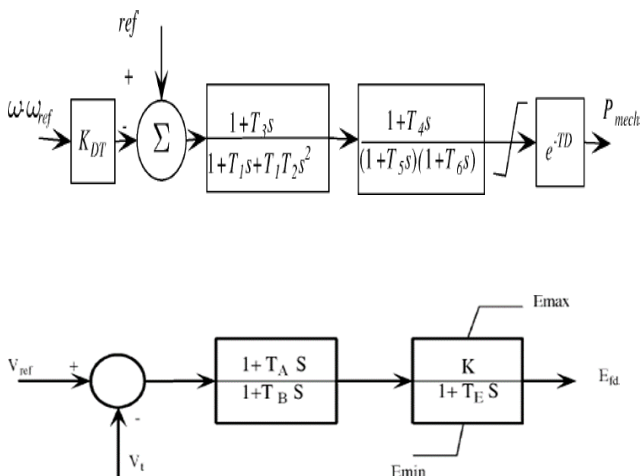 ref
+
ω-ω_ref
K_DT
-
Σ
1+T_3s
1+T_1s+T_1T_2s^2
1+T_4s
(1+T_5s)(1+T_6s)
e^-TD
P_mech
Emax
V_ref
+
-
V_t
1+T_A S
1+T_B S
K
1+T_E S
E_fd
Emin